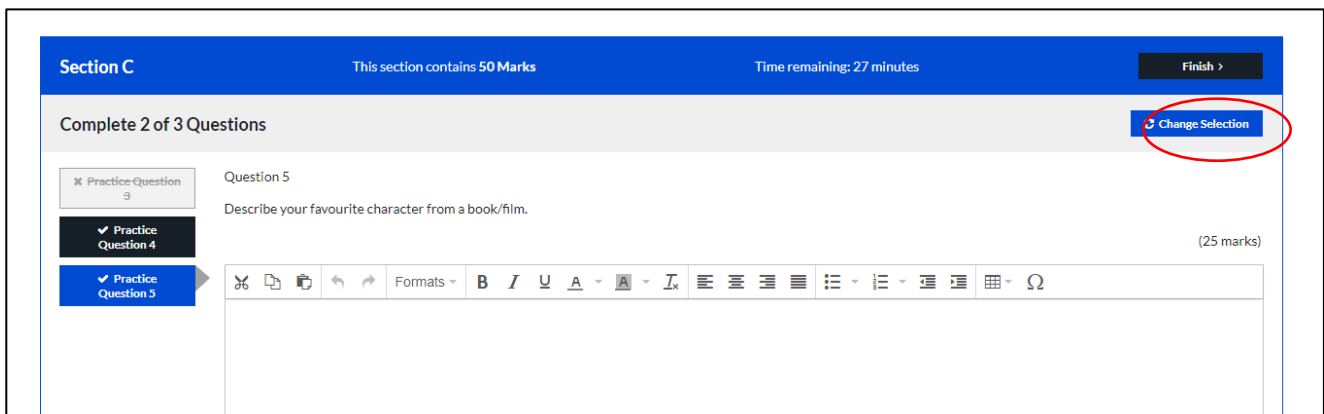 Section C
This section contains 50 Marks
Time remaining: 27 minutes
Finish >
Complete 2 of 3 Questions
Change Selection
Practice Question
3
Practice
Question 4
Practice
Question 5
Question 5
Describe your favourite character from a book/film.
(25 marks)
Formats
B I U A A Ix Ω